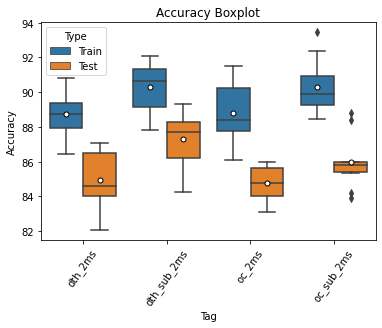 Accuracy Boxplot
Type
Train
Test
Accuracy
94
92
90
88
86
84
82
dth_2ms
dth_sub_2ms
oc_2ms
oc_sub_2ms
Tag